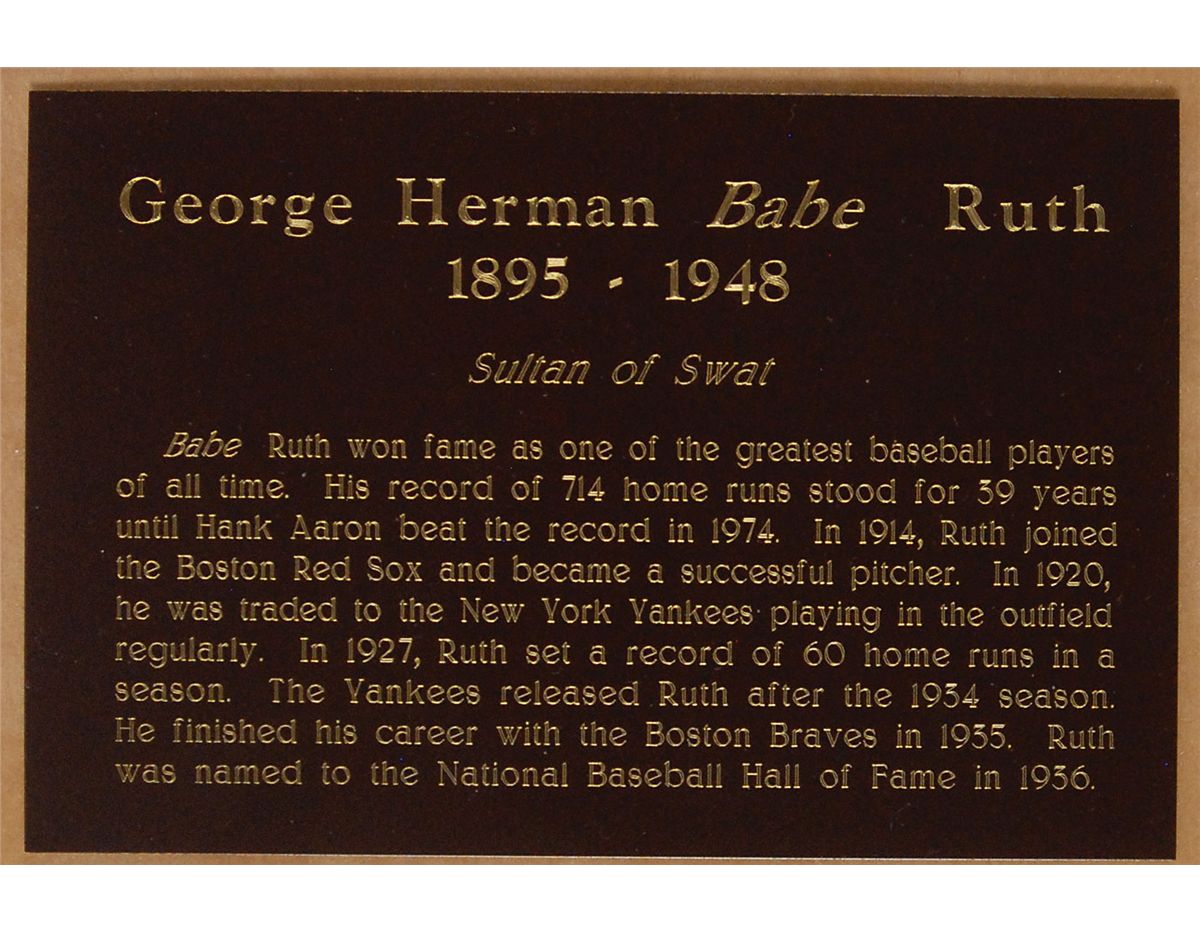 George Herman Babe Ruth
1895 - 1948
Sultan of Swat
Babe Ruth won fame as one of the greatest baseball players
of all time. His record of 714 home runs stood for 39 years
until Hank Aaron beat the record in 1974. In 1914, Ruth joined
the Boston Red Sox and became a successful pitcher. In 1920,
he was traded to the New York Yankees playing in the outfield
regularly. In 1927, Ruth set a record of 60 home runs in a
season. The Yankees released Ruth after the 1934 season.
He finished his career with the Boston Braves in 1935. Ruth
was named to the National Baseball Hall of Fame in 1936.